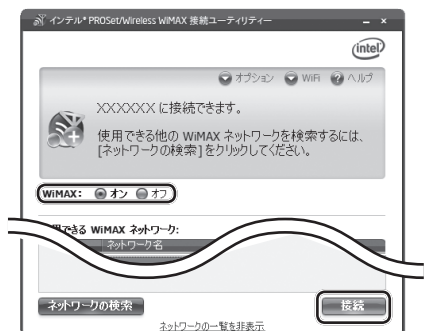 インテル® PROSet/Wireless WiMAX 接続ユーティリティー
intel
オプション WiFi ヘルプ
XXXXXX に接続できます。
使用できる他の WiMAX ネットワークを検索するには、
[ネットワークの検索] をクリックしてください。
WiMAX： オン オフ
用できる WiMAX ネットワーク:
ネットワーク名
ネットワークの検索 接続
ネットワークの一覧を非表示